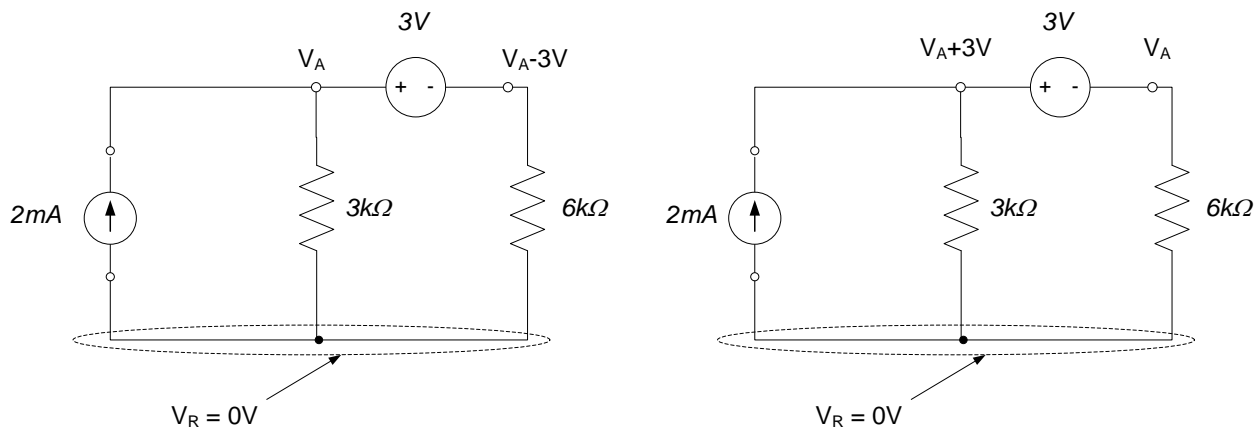 3V
V_A
V_A-3V
+ -
2mA
3kΩ
6kΩ
V_R = 0V
3V
V_A+3V
V_A
+ -
2mA
3kΩ
6kΩ
V_R = 0V